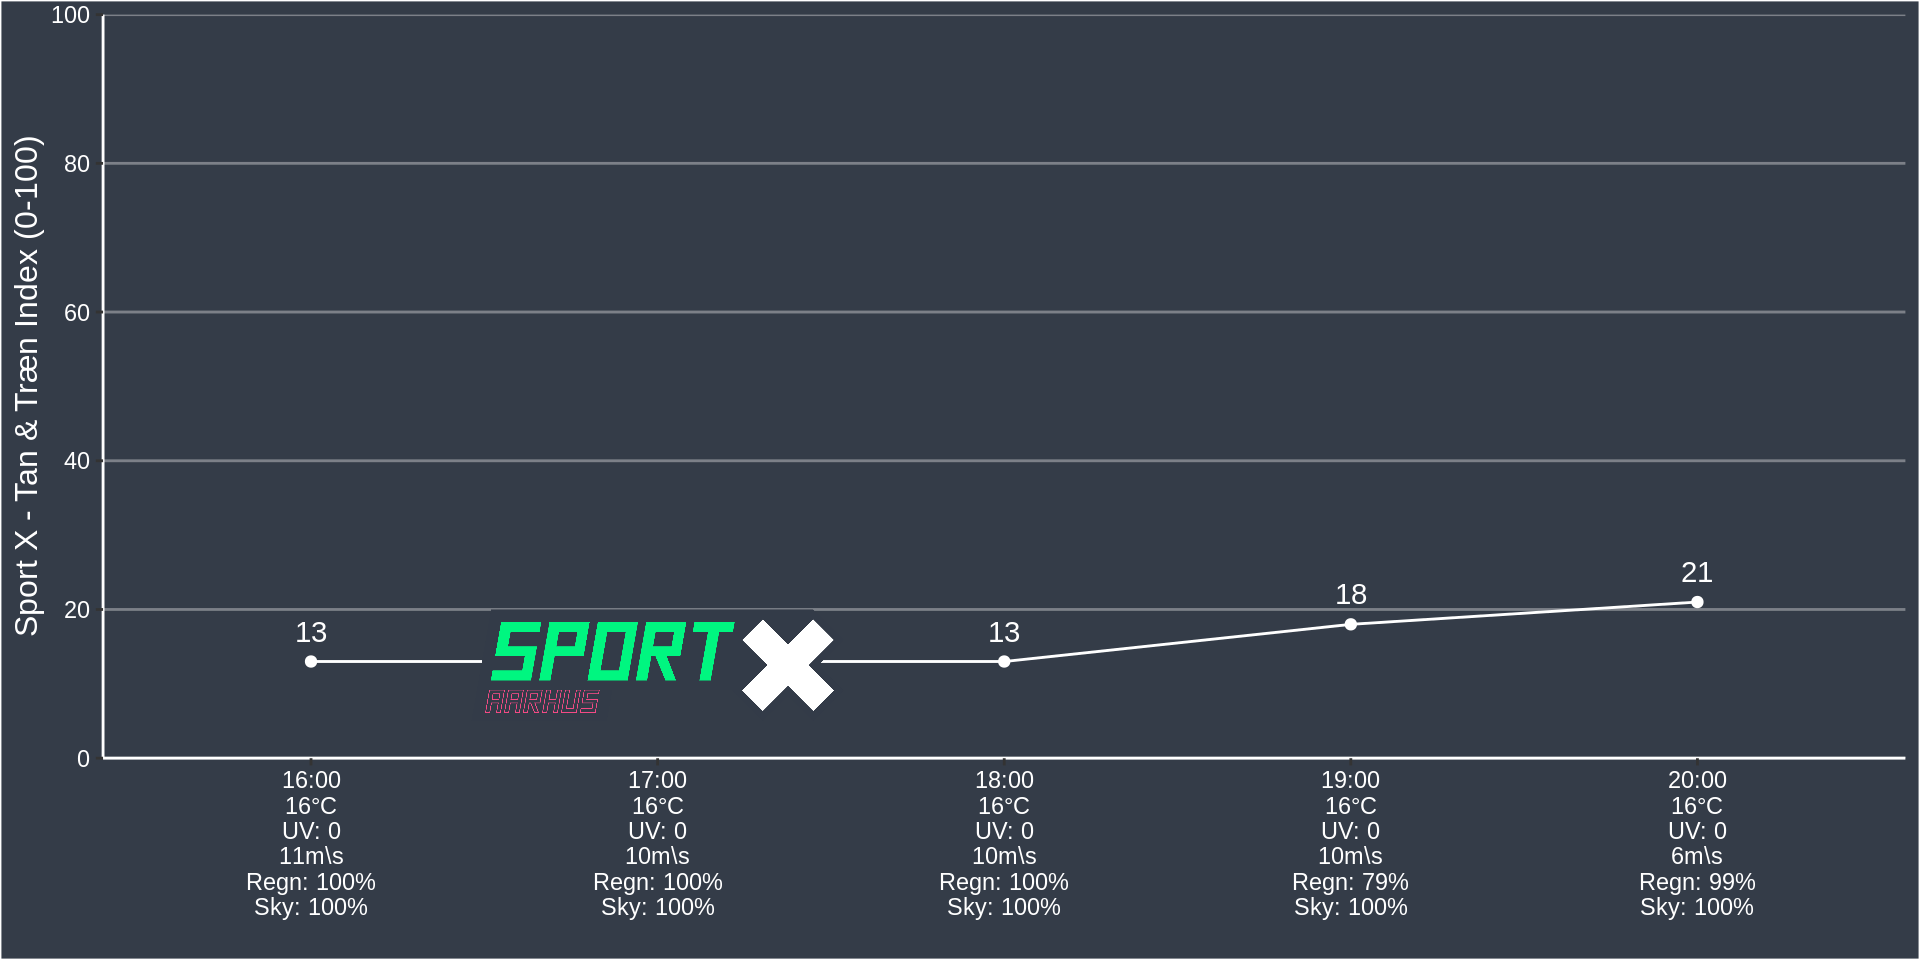 Sport X - Tan & Træn Index (0-100)
100
80
60
40
20
0
13
13
18
21
SPORT X
AARHUS
16:00
16°C
UV: 0
11m\s
Regn: 100%
Sky: 100%
17:00
16°C
UV: 0
10m\s
Regn: 100%
Sky: 100%
18:00
16°C
UV: 0
10m\s
Regn: 100%
Sky: 100%
19:00
16°C
UV: 0
10m\s
Regn: 79%
Sky: 100%
20:00
16°C
UV: 0
6m\s
Regn: 99%
Sky: 100%